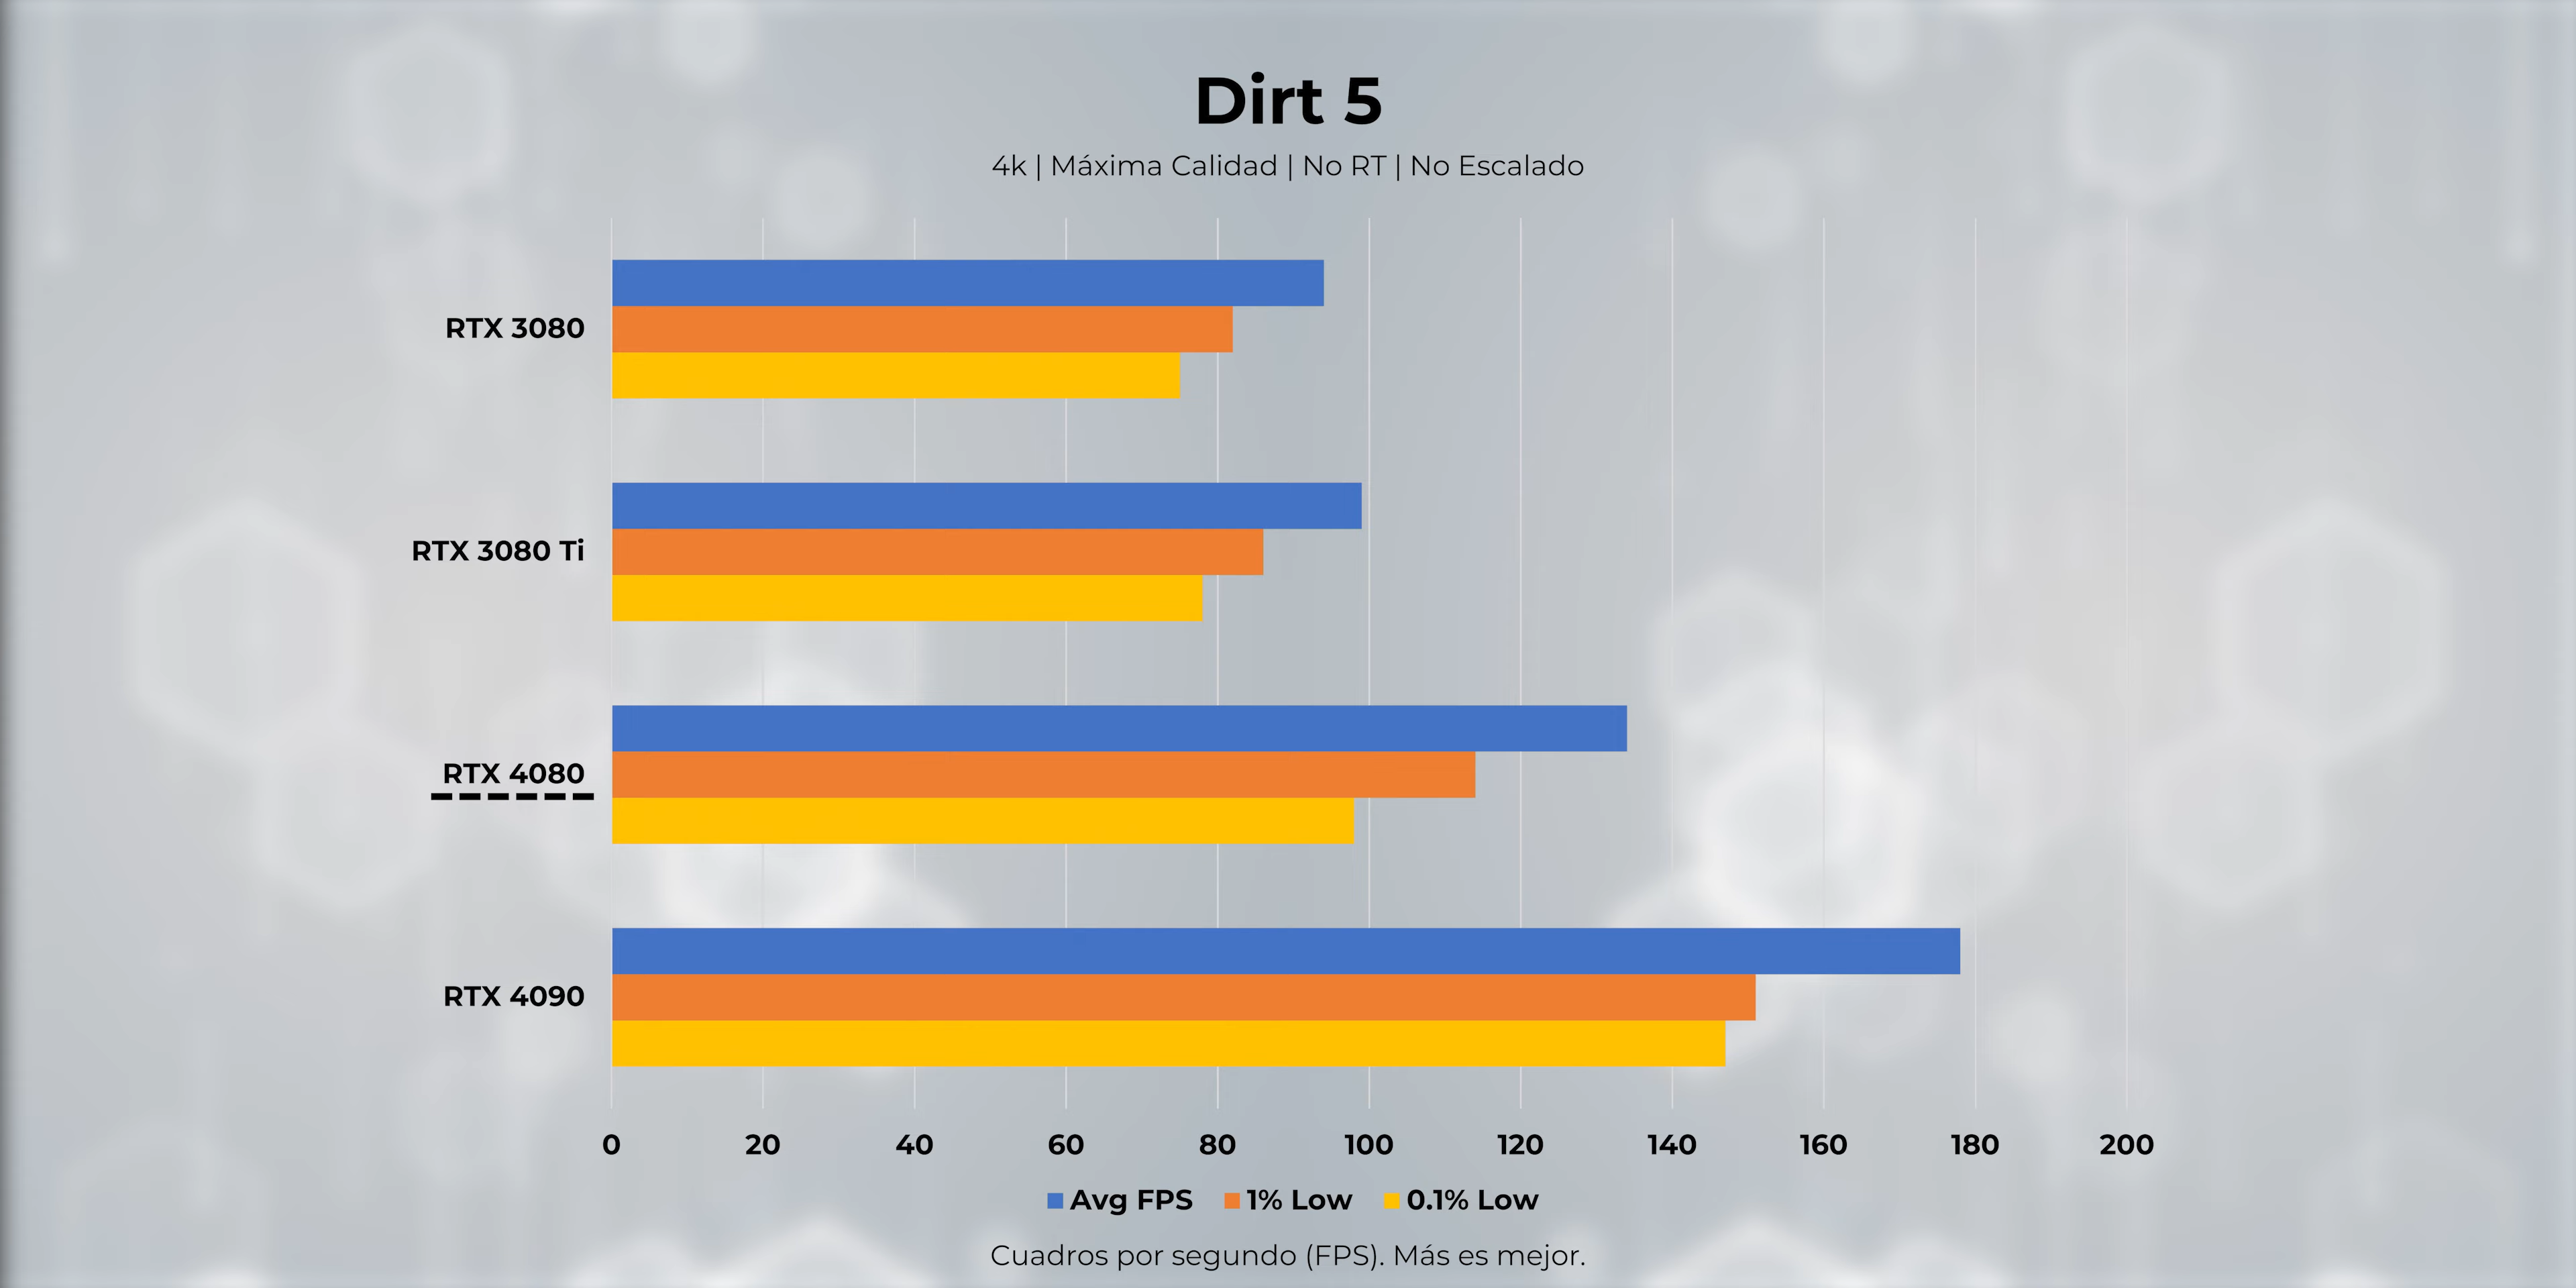 Dirt 5
4k | Máxima Calidad | No RT | No Escalado
RTX 3080
RTX 3080 Ti
RTX 4080
RTX 4090
0 20 40 60 80 100 120 140 160 180 200
Avg FPS 1% Low 0.1% Low
Cuadros por segundo (FPS). Más es mejor.